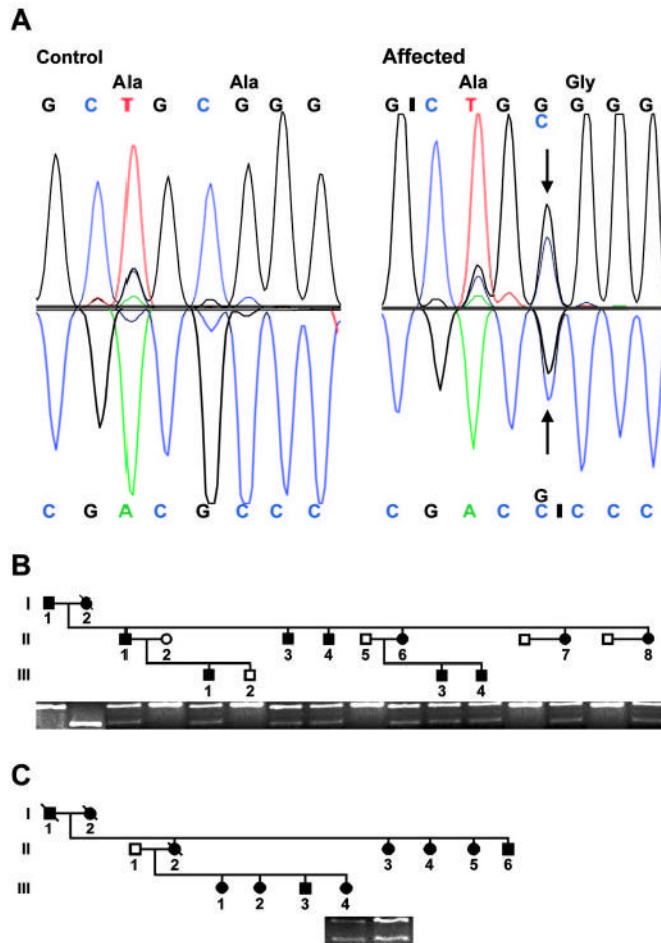 A
Control Affected
Ala Ala Ala Gly
G C T G C G G G G I C T G G G G G
C
C G A C G C C C G
C G A C C I C C C
B
I
1 2
II
1 2 3 4 5 6 7 8
III
1 2 3 4
C
I
1 2
II
1 2 3 4 5 6
III
1 2 3 4